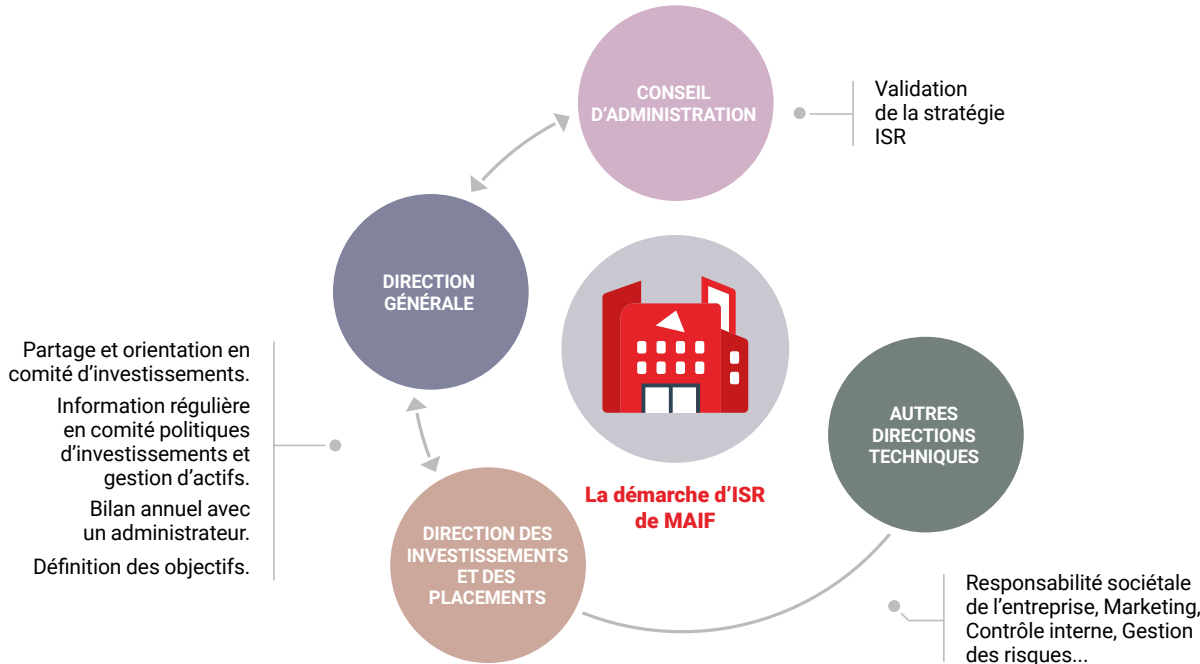 CONSEIL
D'ADMINISTRATION
Validation
de la stratégie
ISR
DIRECTION
GÉNÉRALE
Partage et orientation en
comité d'investissements.
Information régulière
en comité politiques
d'investissements et
gestion d'actifs.
Bilan annuel avec
un administrateur.
Définition des objectifs.
DIRECTION DES
INVESTISSEMENTS
ET DES
PLACEMENTS
La démarche d'ISR
de MAIF
AUTRES
DIRECTIONS
TECHNIQUES
Responsabilité sociétale
de l'entreprise, Marketing,
Contrôle interne, Gestion
des risques...